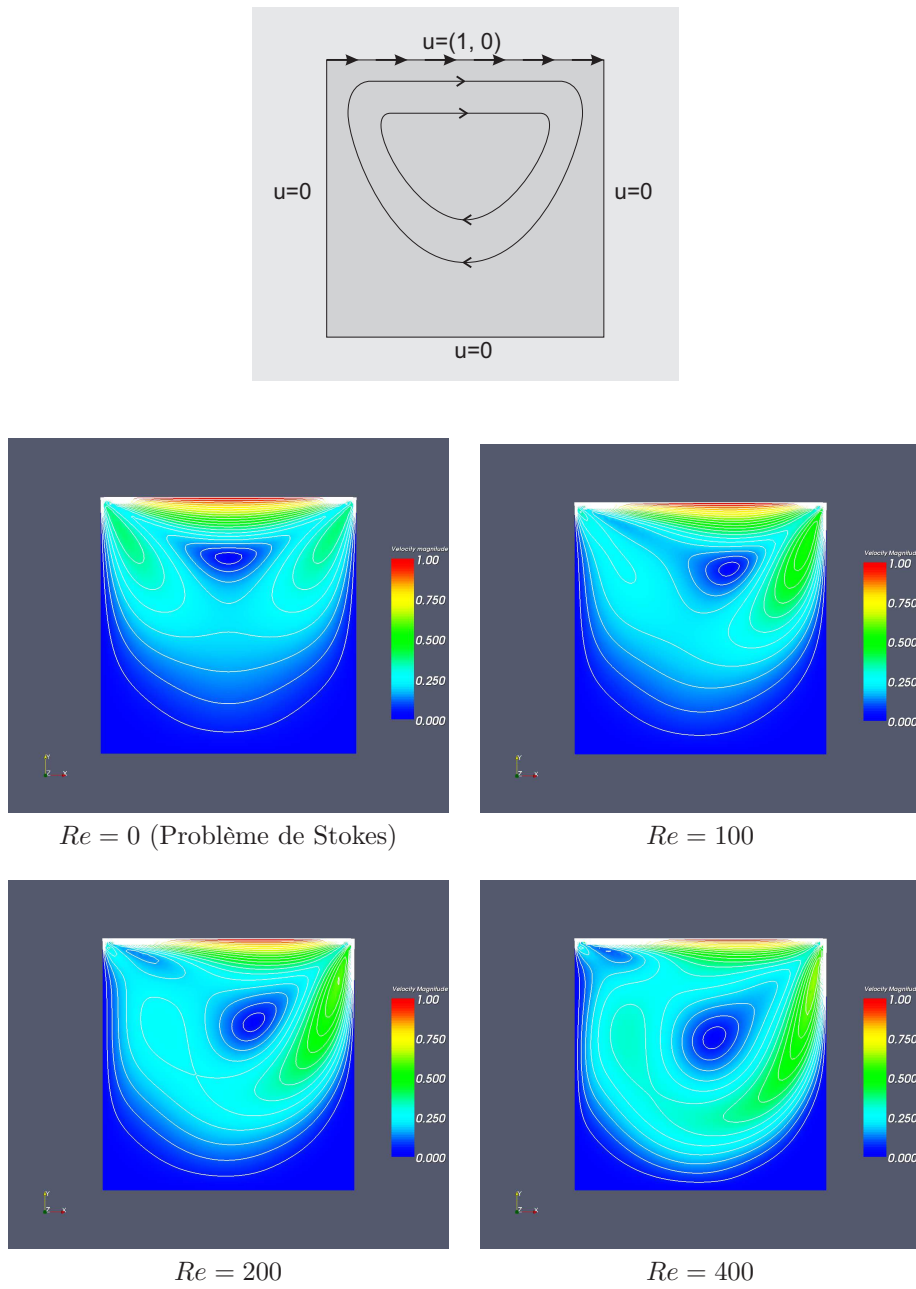 u=(1, 0)
u=0
u=0
u=0
Velocity magnitude
1.00
0.750
0.500
0.250
0.000
Y
Z
X
Velocity Magnitude
1.00
0.750
0.500
0.250
0.000
Y
Z
X
Re = 0 (Problème de Stokes)
Re = 100
Velocity Magnitude
1.00
0.750
0.500
0.250
0.000
Y
Z
X
Velocity Magnitude
1.00
0.750
0.500
0.250
0.000
Y
Z
X
Re = 200
Re = 400